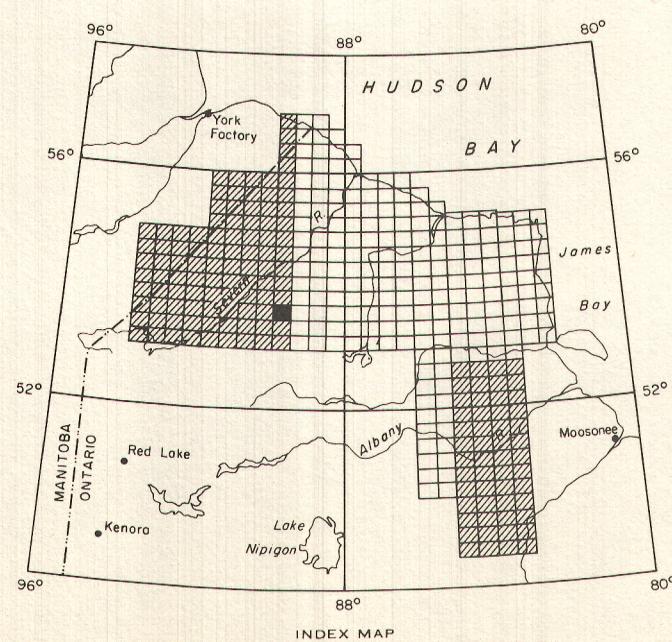 96°
88°
80°
HUDSON
BAY
York
Factory
56°
56°
R.
James
Bay
Severn
52°
52°
MANITOBA
ONTARIO
Red Lake
Albany
R.
Moosonee
Kenora
Lake
Nipigon
96°
88°
80°
INDEX MAP